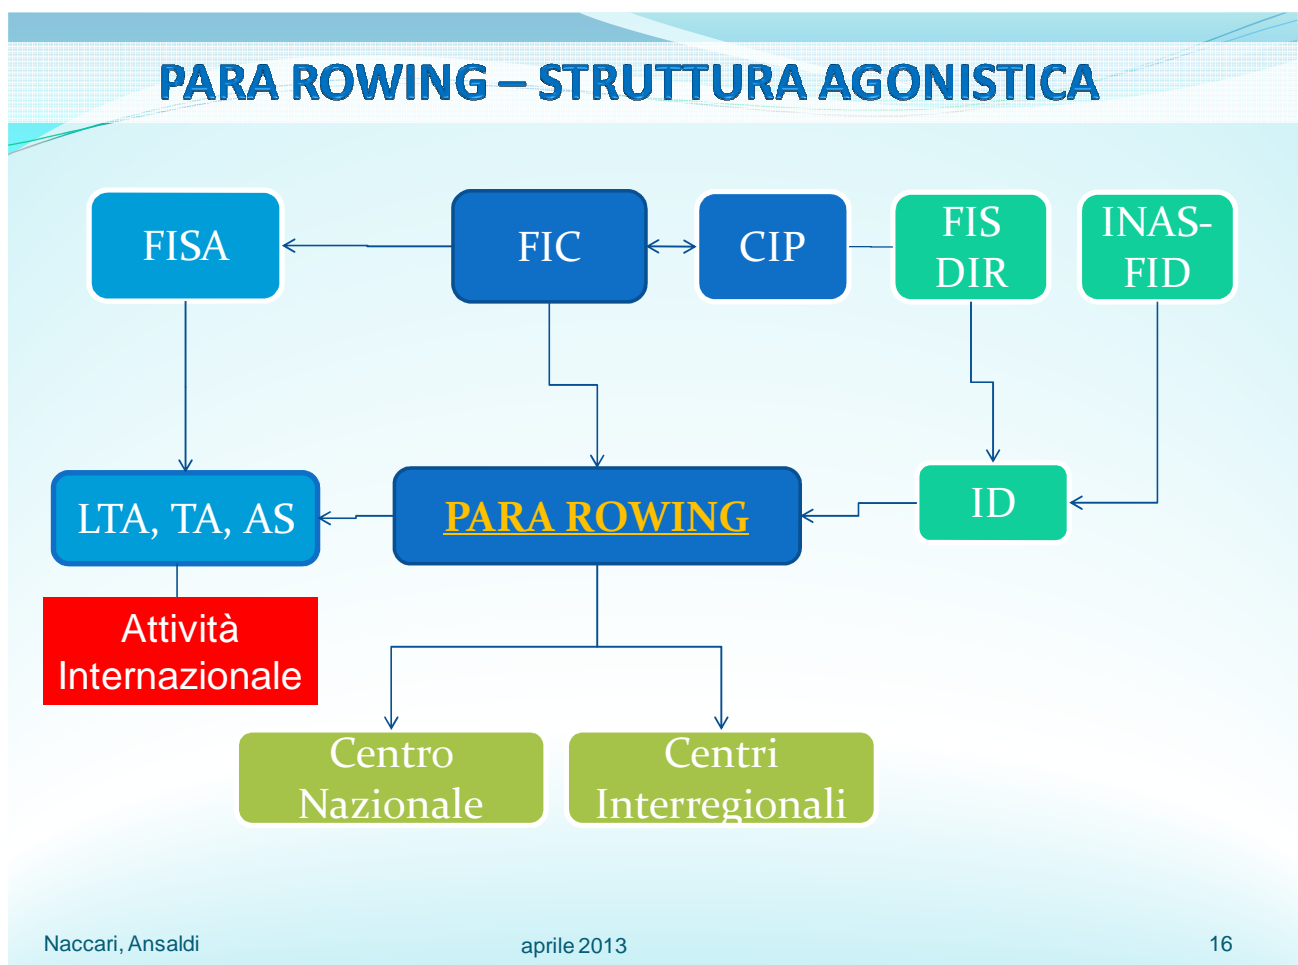 PARA ROWING – STRUTTURA AGONISTICA
FISA
FIC
CIP
FIS
DIR
INAS-
FID
LTA, TA, AS
PARA ROWING
ID
Attività
Internazionale
Centro
Nazionale
Centri
Interregionali
Naccari, Ansaldi
aprile 2013
16